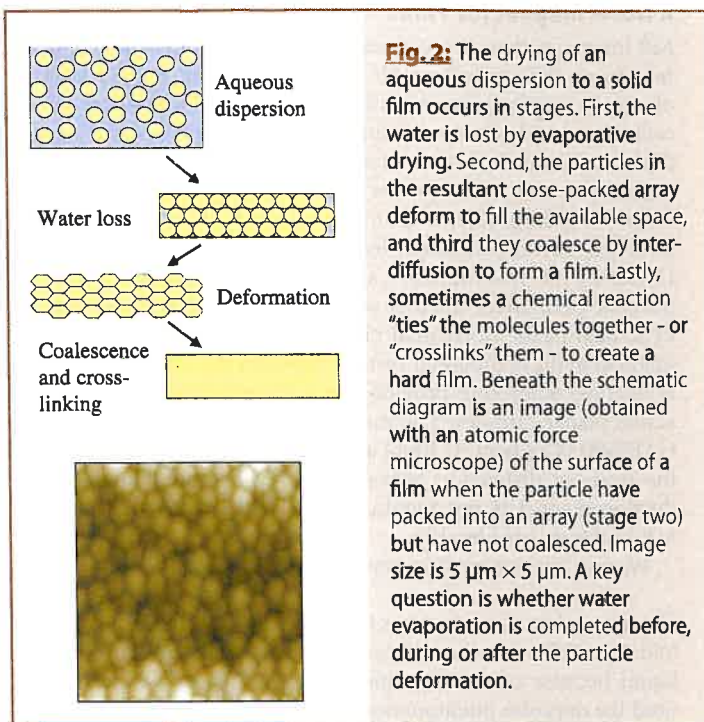 Aqueous
dispersion
Water loss
Deformation
Coalescence
and cross-
linking
Fig. 2: The drying of an
aqueous dispersion to a solid
film occurs in stages. First, the
water is lost by evaporative
drying. Second, the particles in
the resultant close-packed array
deform to fill the available space,
and third they coalesce by inter-
diffusion to form a film. Lastly,
sometimes a chemical reaction
"ties" the molecules together - or
"crosslinks" them - to create a
hard film. Beneath the schematic
diagram is an image (obtained
with an atomic force
microscope) of the surface of a
film when the particle have
packed into an array (stage two)
but have not coalesced. Image
size is 5 µm × 5 µm. A key
question is whether water
evaporation is completed before,
during or after the particle
deformation.